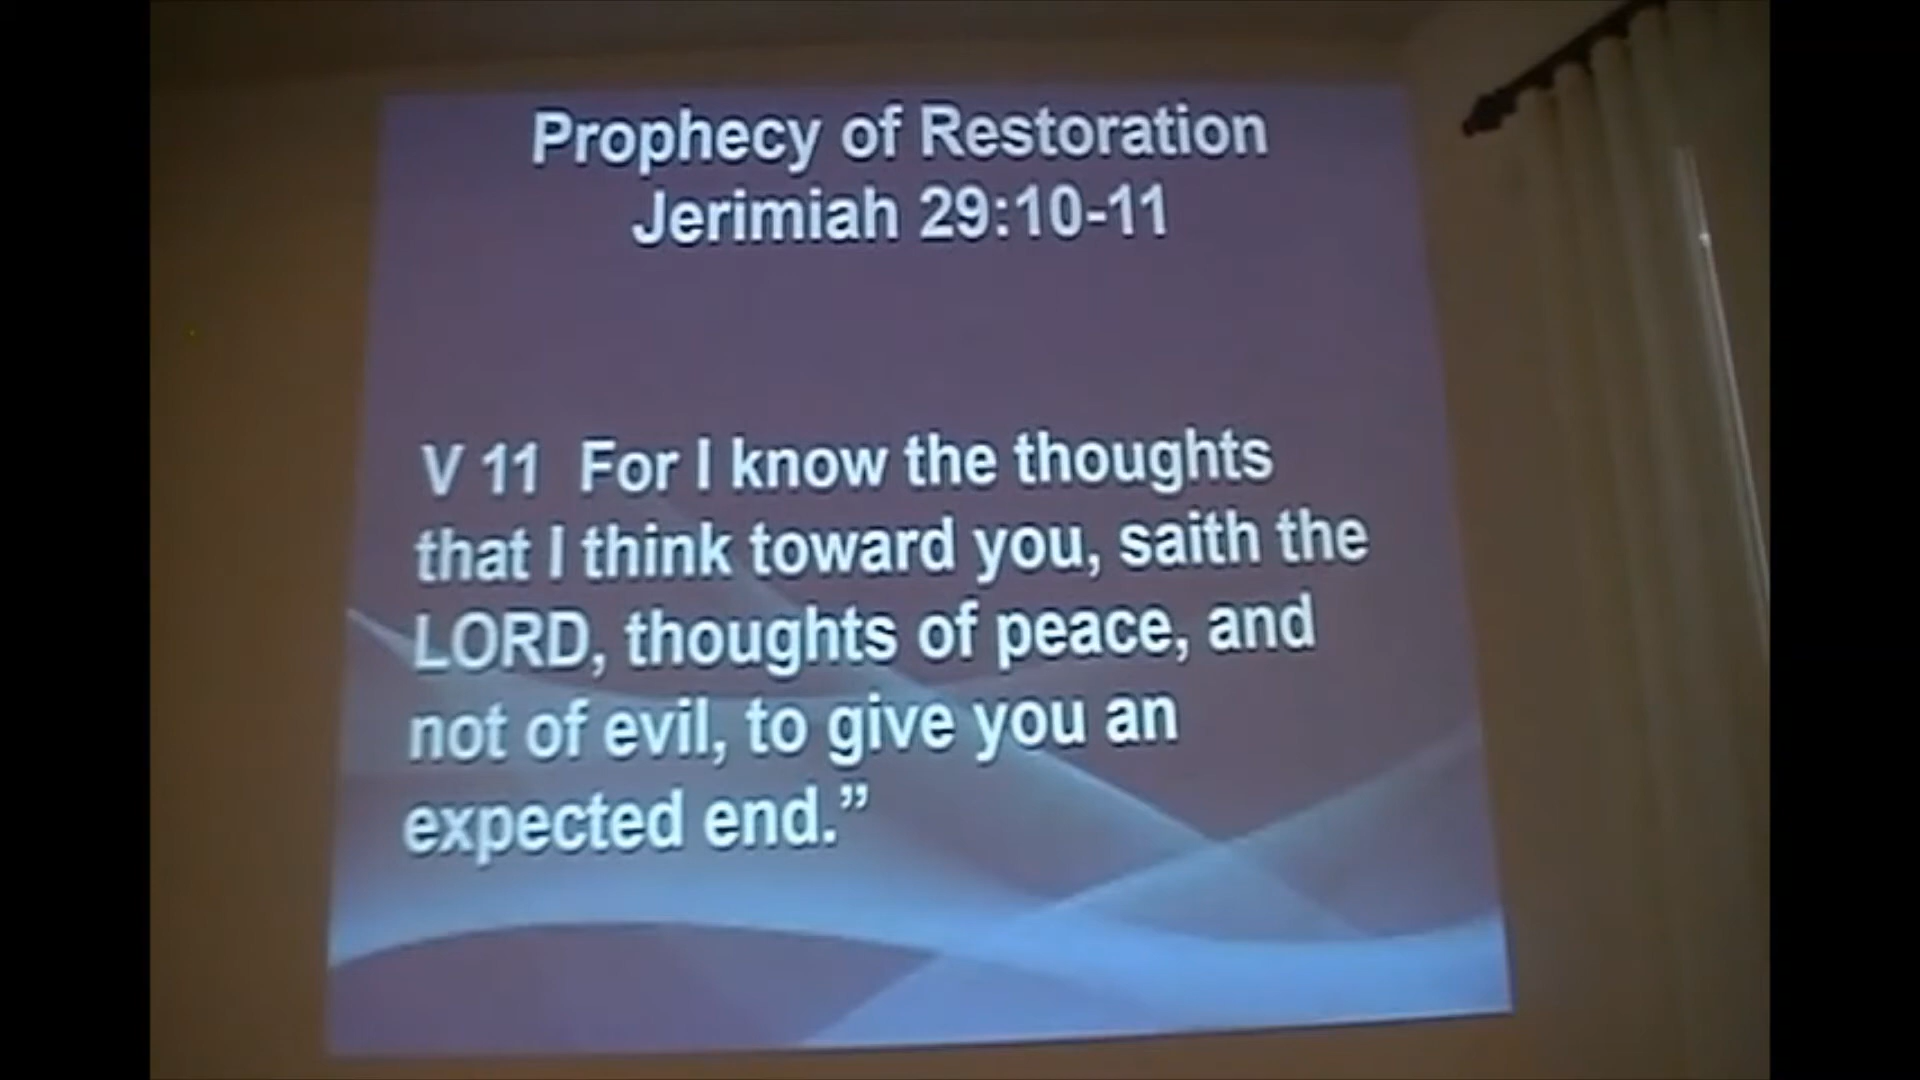 Prophecy of Restoration
Jerimiah 29:10-11
V 11 For I know the thoughts
that I think toward you, saith the
LORD, thoughts of peace, and
not of evil, to give you an
expected end.”